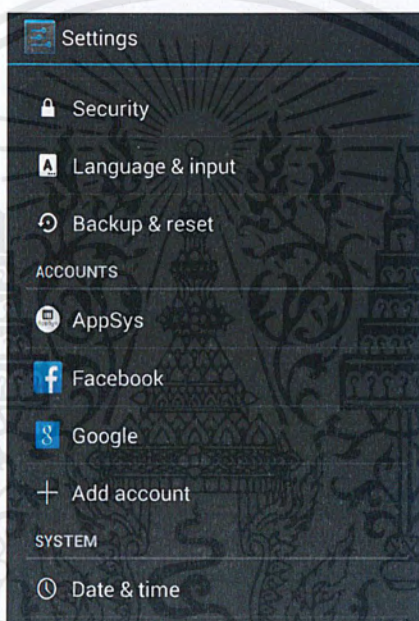 Settings
Security
Language & input
Backup & reset
ACCOUNTS
AppSys
Facebook
Google
Add account
SYSTEM
Date & time